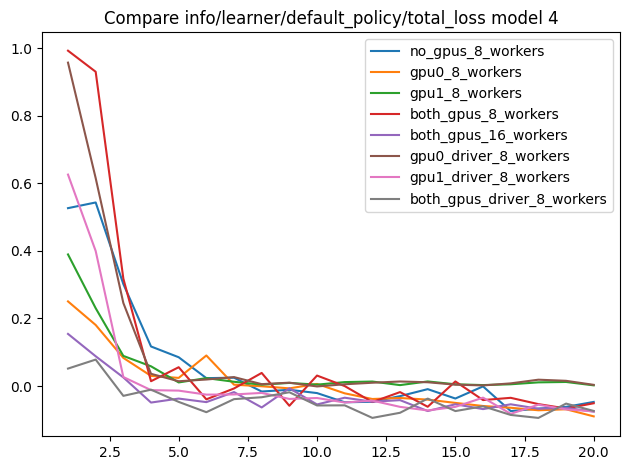 Compare info/learner/default_policy/total_loss model 4
1.0
0.8
0.6
0.4
0.2
0.0
no_gpus_8_workers
gpu0_8_workers
gpu1_8_workers
both_gpus_8_workers
both_gpus_16_workers
gpu0_driver_8_workers
gpu1_driver_8_workers
both_gpus_driver_8_workers
2.5 5.0 7.5 10.0 12.5 15.0 17.5 20.0